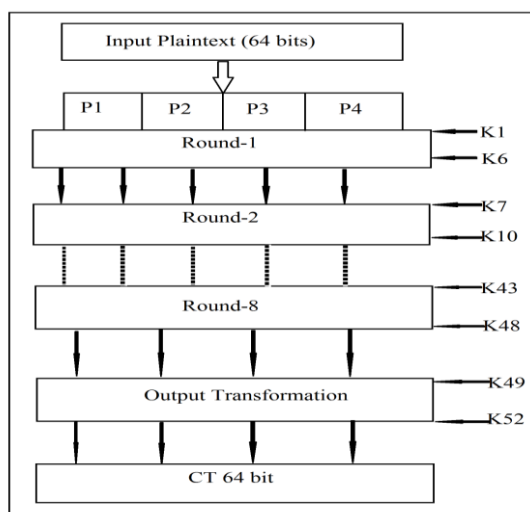 Input Plaintext (64 bits)
P1 P2 P3 P4
K1
Round-1
K6
K7
Round-2
K10
K43
Round-8
K48
K49
Output Transformation
K52
CT 64 bit